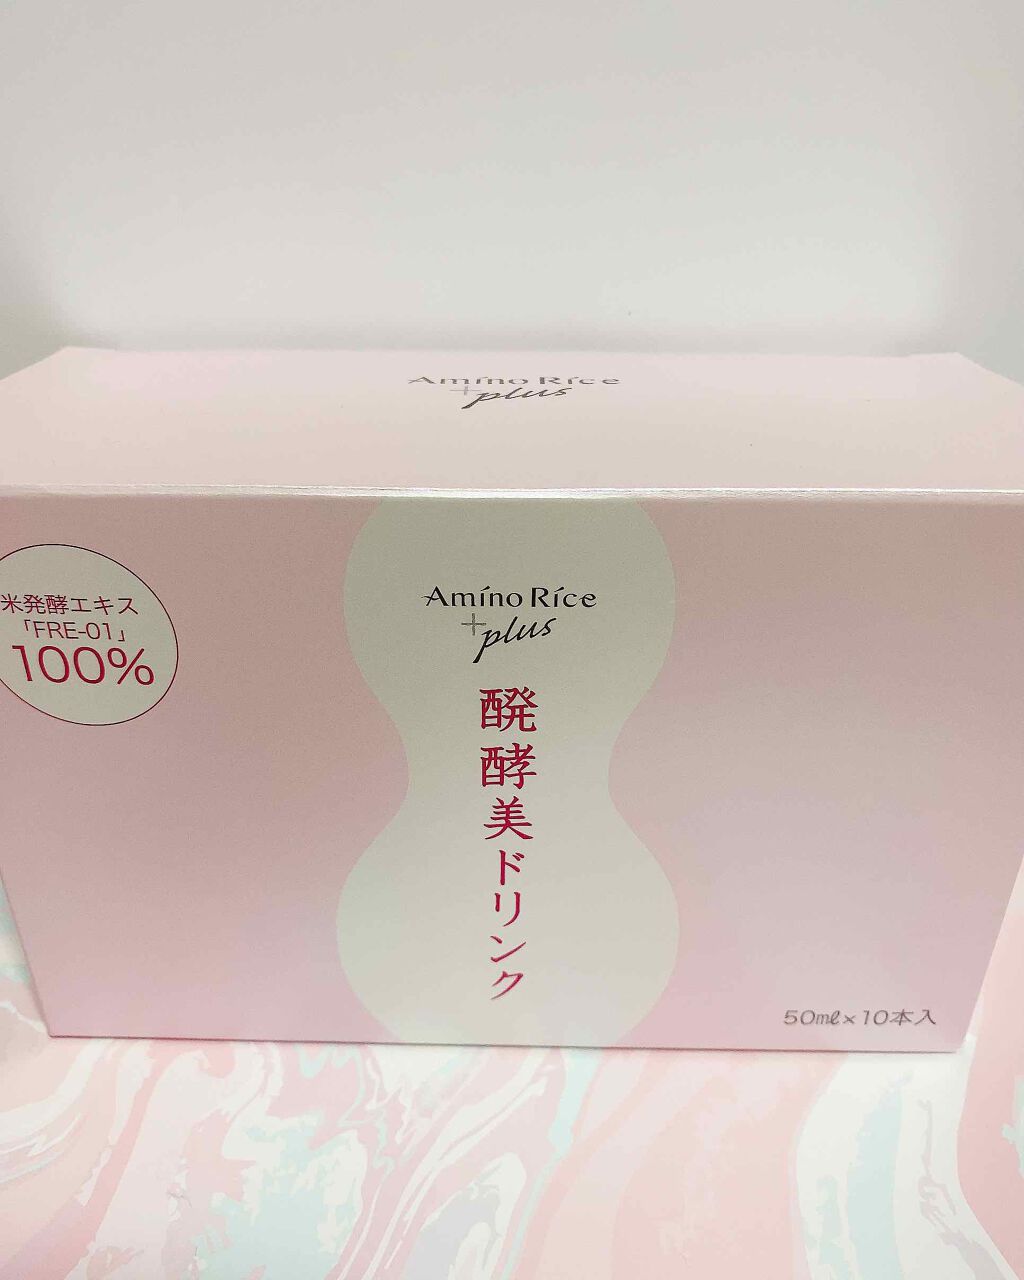 Amino Rice
+plus
米発酵エキス
「FRE-01」
100%
Amino Rice
+plus
醗酵美ドリンク
50ml×10本入